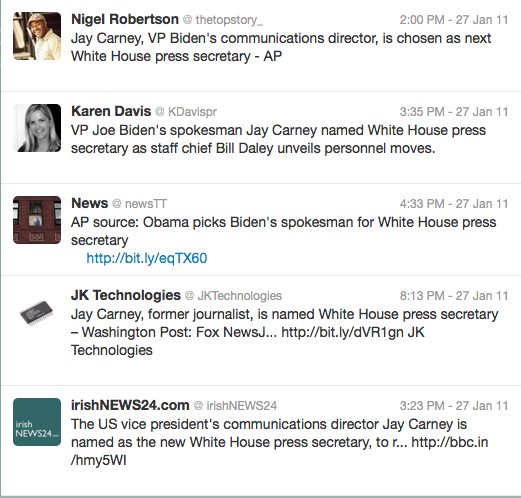 Nigel Robertson @ thetopstory_ 2:00 PM - 27 Jan 11
Jay Carney, VP Biden's communications director, is chosen as next
White House press secretary - AP
Karen Davis @ KDavispr 3:35 PM - 27 Jan 11
VP Joe Biden's spokesman Jay Carney named White House press
secretary as staff chief Bill Daley unveils personnel moves.
News @ newsTT 4:33 PM - 27 Jan 11
AP source: Obama picks Biden's spokesman for White House press
secretary
http://bit.ly/eqTX60
JK Technologies @ JKTechnologies 8:13 PM - 27 Jan 11
Jay Carney, former journalist, is named White House press secretary
– Washington Post: Fox NewsJ... http://bit.ly/dVR1gn JK
Technologies
irishNEWS24.com @ irishNEWS24 3:23 PM - 27 Jan 11
irish
NEWS24...
The US vice president's communications director Jay Carney is
named as the new White House press secretary, to r... http://bbc.in
/hmy5WI